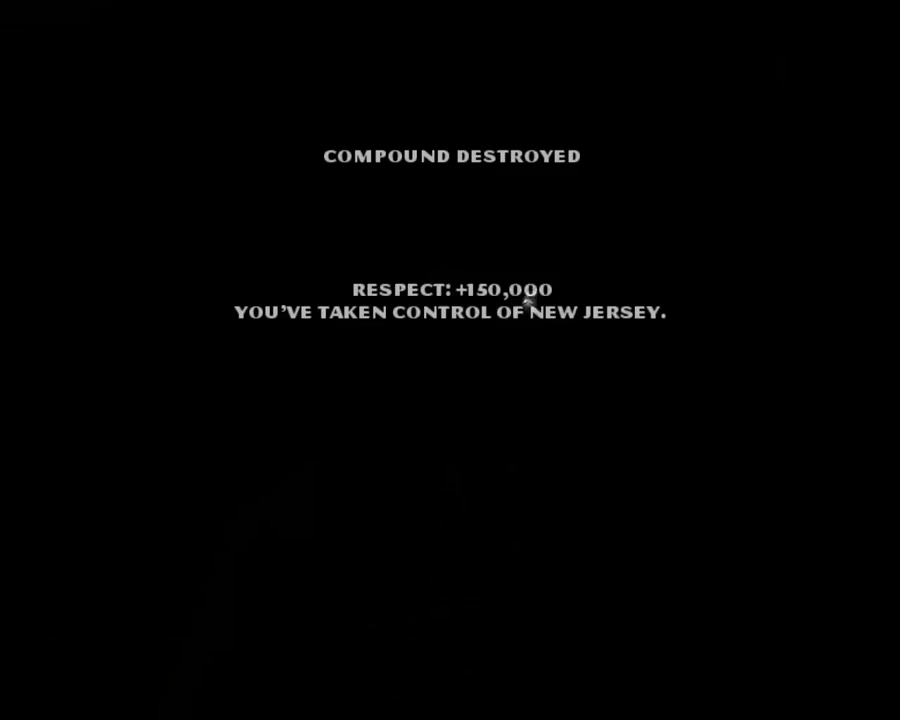 COMPOUND DESTROYED
RESPECT: +150,000
YOU'VE TAKEN CONTROL OF NEW JERSEY.